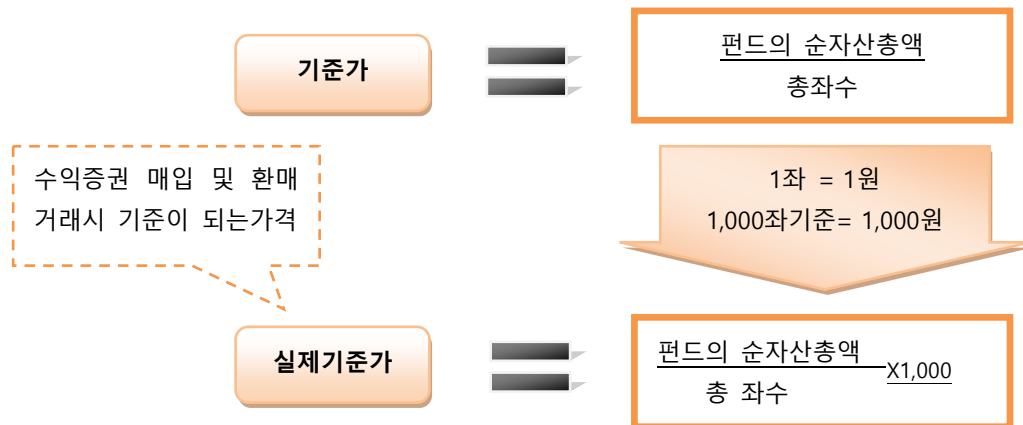 기준가
펀드의 순자산총액
총좌수
수익증권 매입 및 환매
거래시 기준이 되는가격
1좌 = 1원
1,000좌기준= 1,000원
실제기준가
펀드의 순자산총액
X1,000
총 좌수